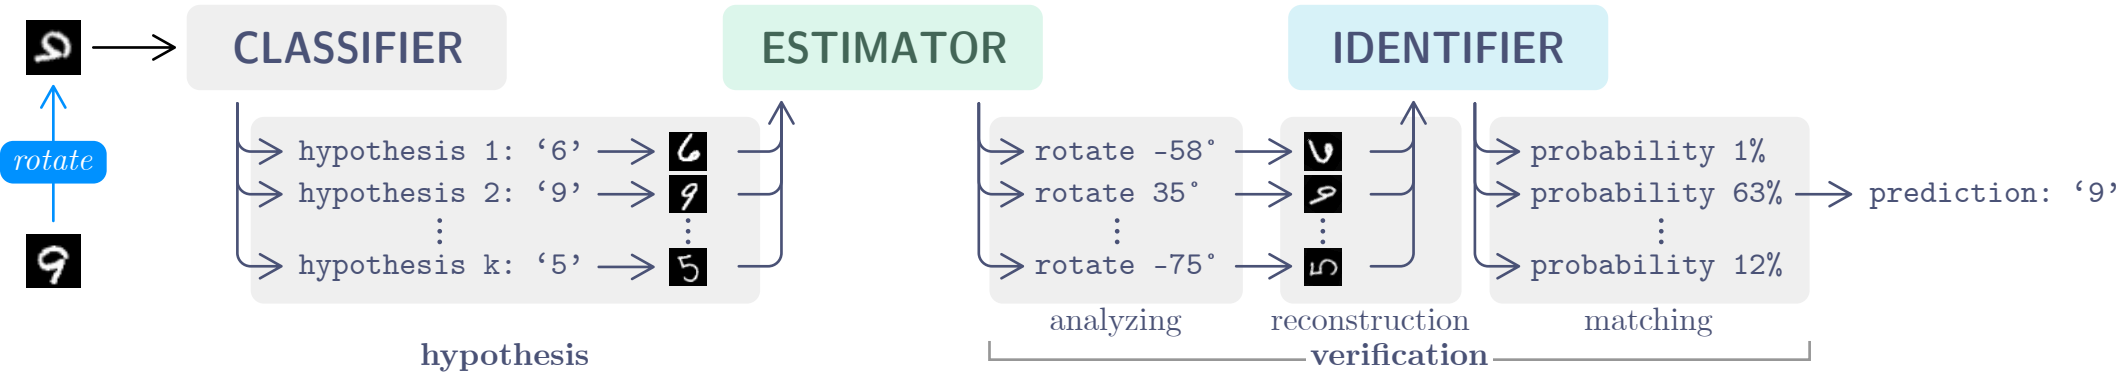 CLASSIFIER
ESTIMATOR
IDENTIFIER
rotate
hypothesis 1: ‘6’
hypothesis 2: ‘9’
hypothesis k: ‘5’
rotate -58°
rotate 35°
rotate -75°
probability 1%
probability 63%
probability 12%
prediction: ‘9’
analyzing
reconstruction
matching
hypothesis
verification